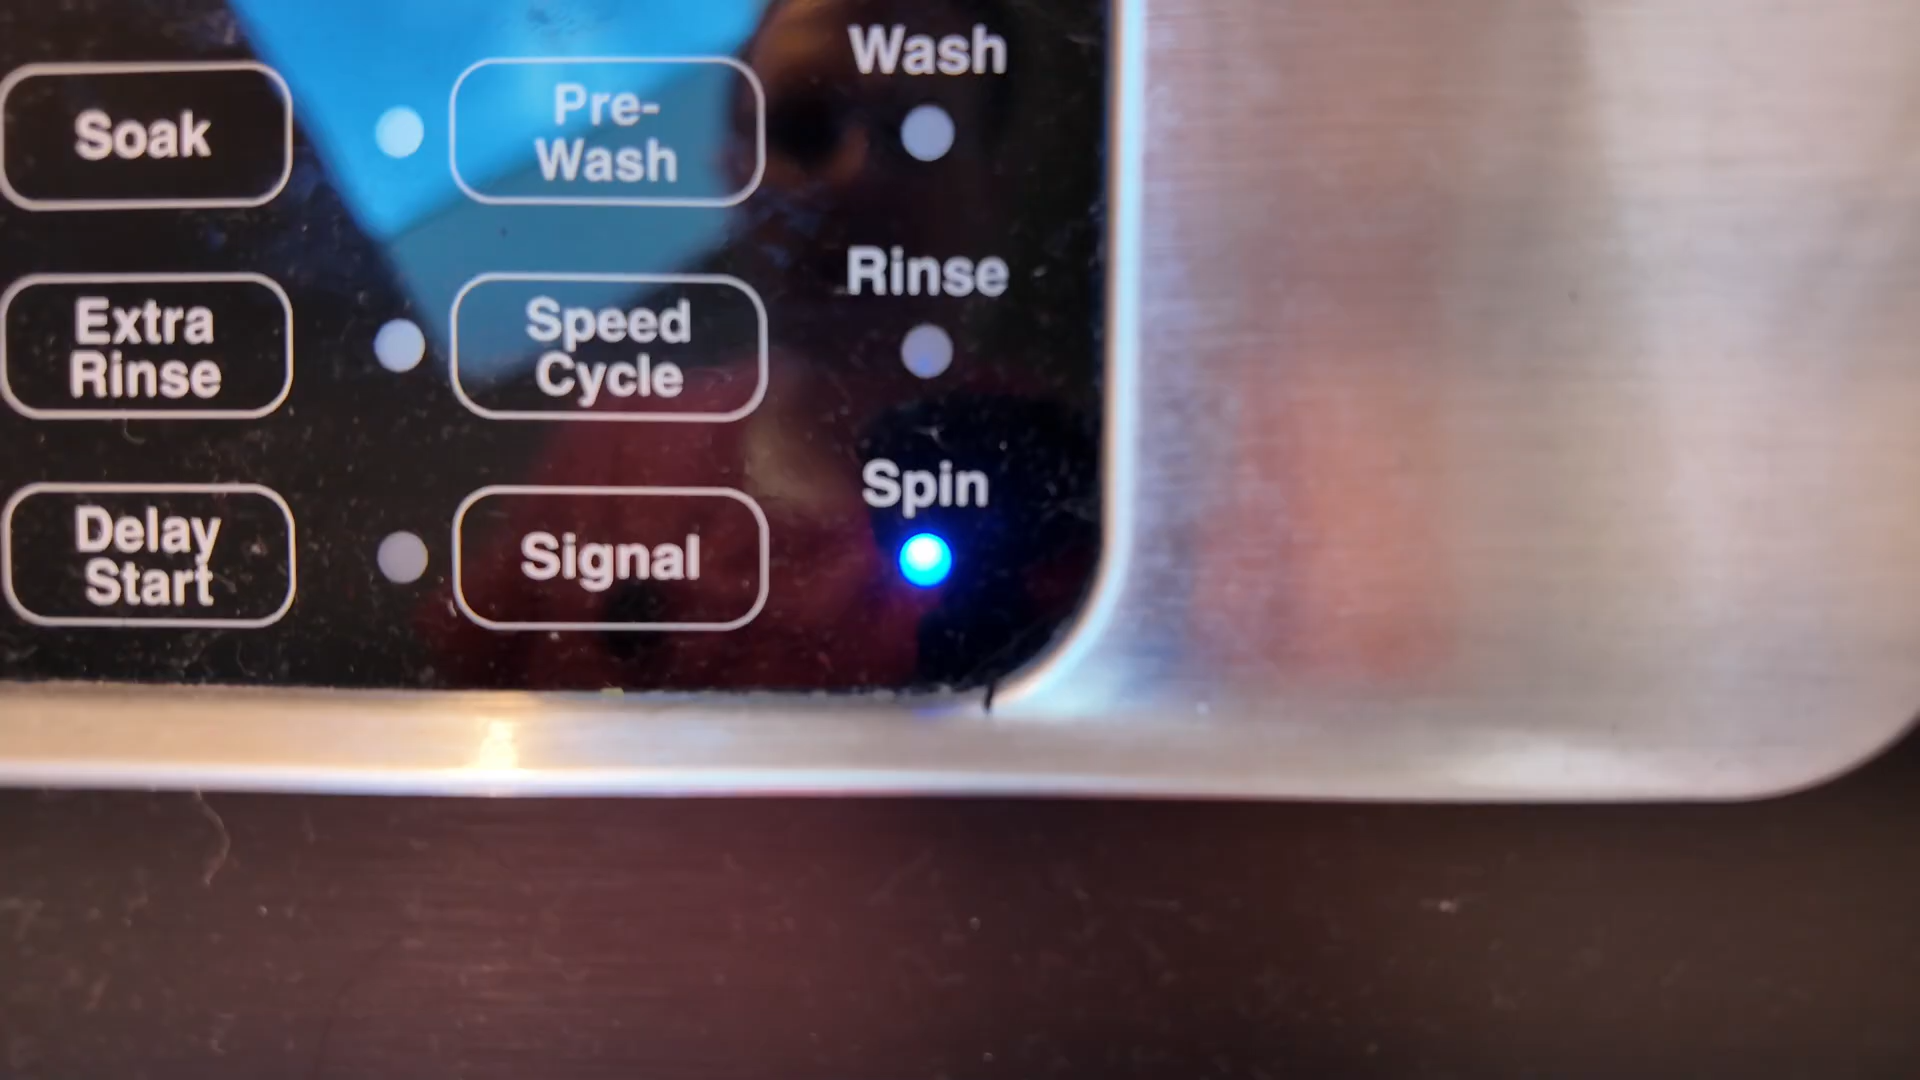 Soak
Pre-
Wash
Wash
Extra
Rinse
Speed
Cycle
Rinse
Delay
Start
Signal
Spin